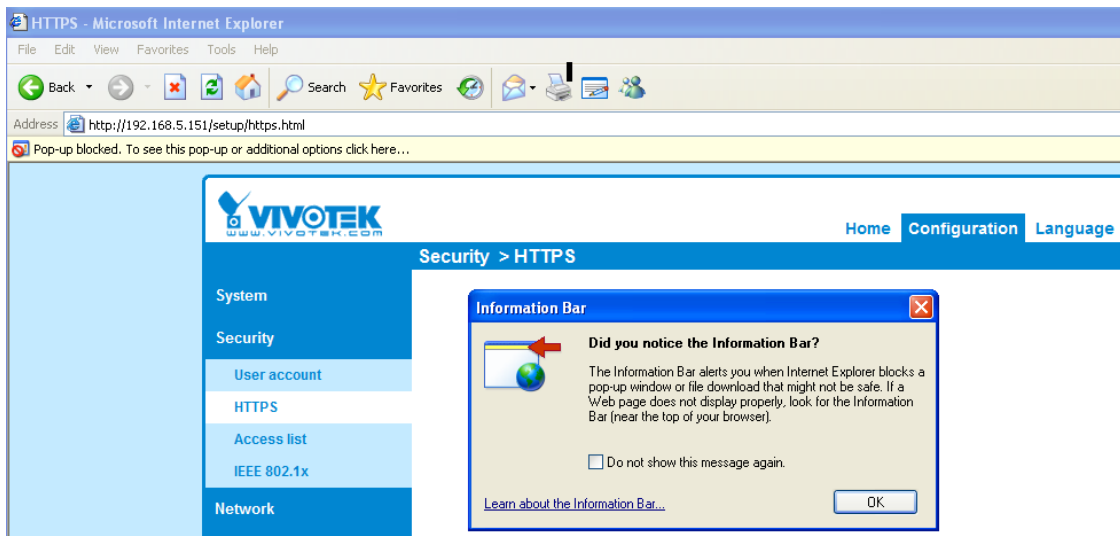 HTTPS - Microsoft Internet Explorer
File Edit View Favorites Tools Help
Back Search Favorites
Address http://192.168.5.151/setup/https.html
Pop-up blocked. To see this pop-up or additional options click here...
VIVOTEK
www.vivotek.com
Home Configuration Language
Security > HTTPS
System
Security
User account
HTTPS
Access list
IEEE 802.1x
Network
Information Bar
Did you notice the Information Bar?
The Information Bar alerts you when Internet Explorer blocks a
pop-up window or file download that might not be safe. If a
Web page does not display properly, look for the Information
Bar (near the top of your browser).
Do not show this message again.
Learn about the Information Bar...
OK